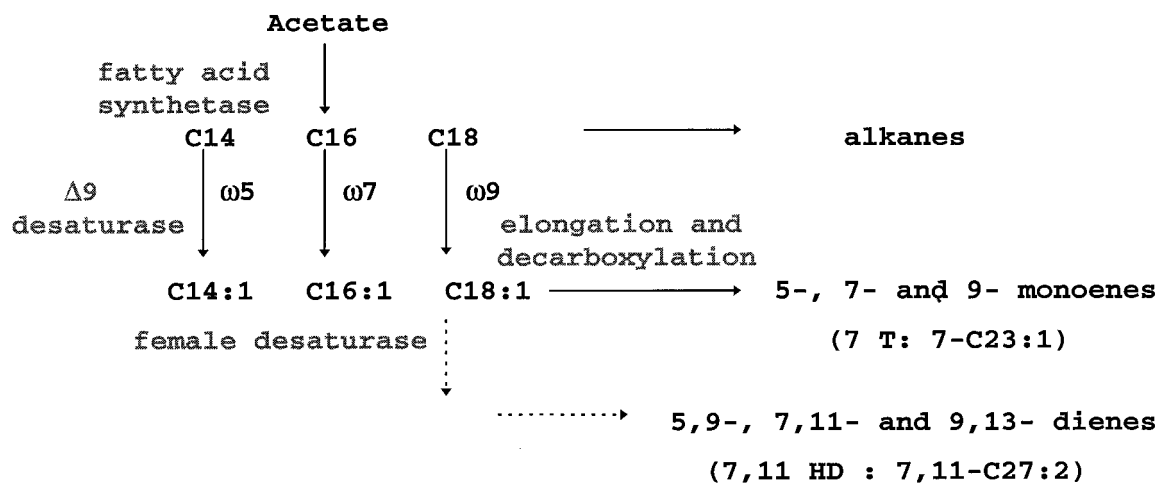 Acetate
fatty acid
synthetase
C14 C16 C18 alkanes
Δ9 ω5 ω7 ω9
desaturase
elongation and
decarboxylation
C14:1 C16:1 C18:1 5-, 7- and 9- monoenes
female desaturase (7 T: 7-C23:1)
5,9-, 7,11- and 9,13- dienes
(7,11 HD : 7,11-C27:2)